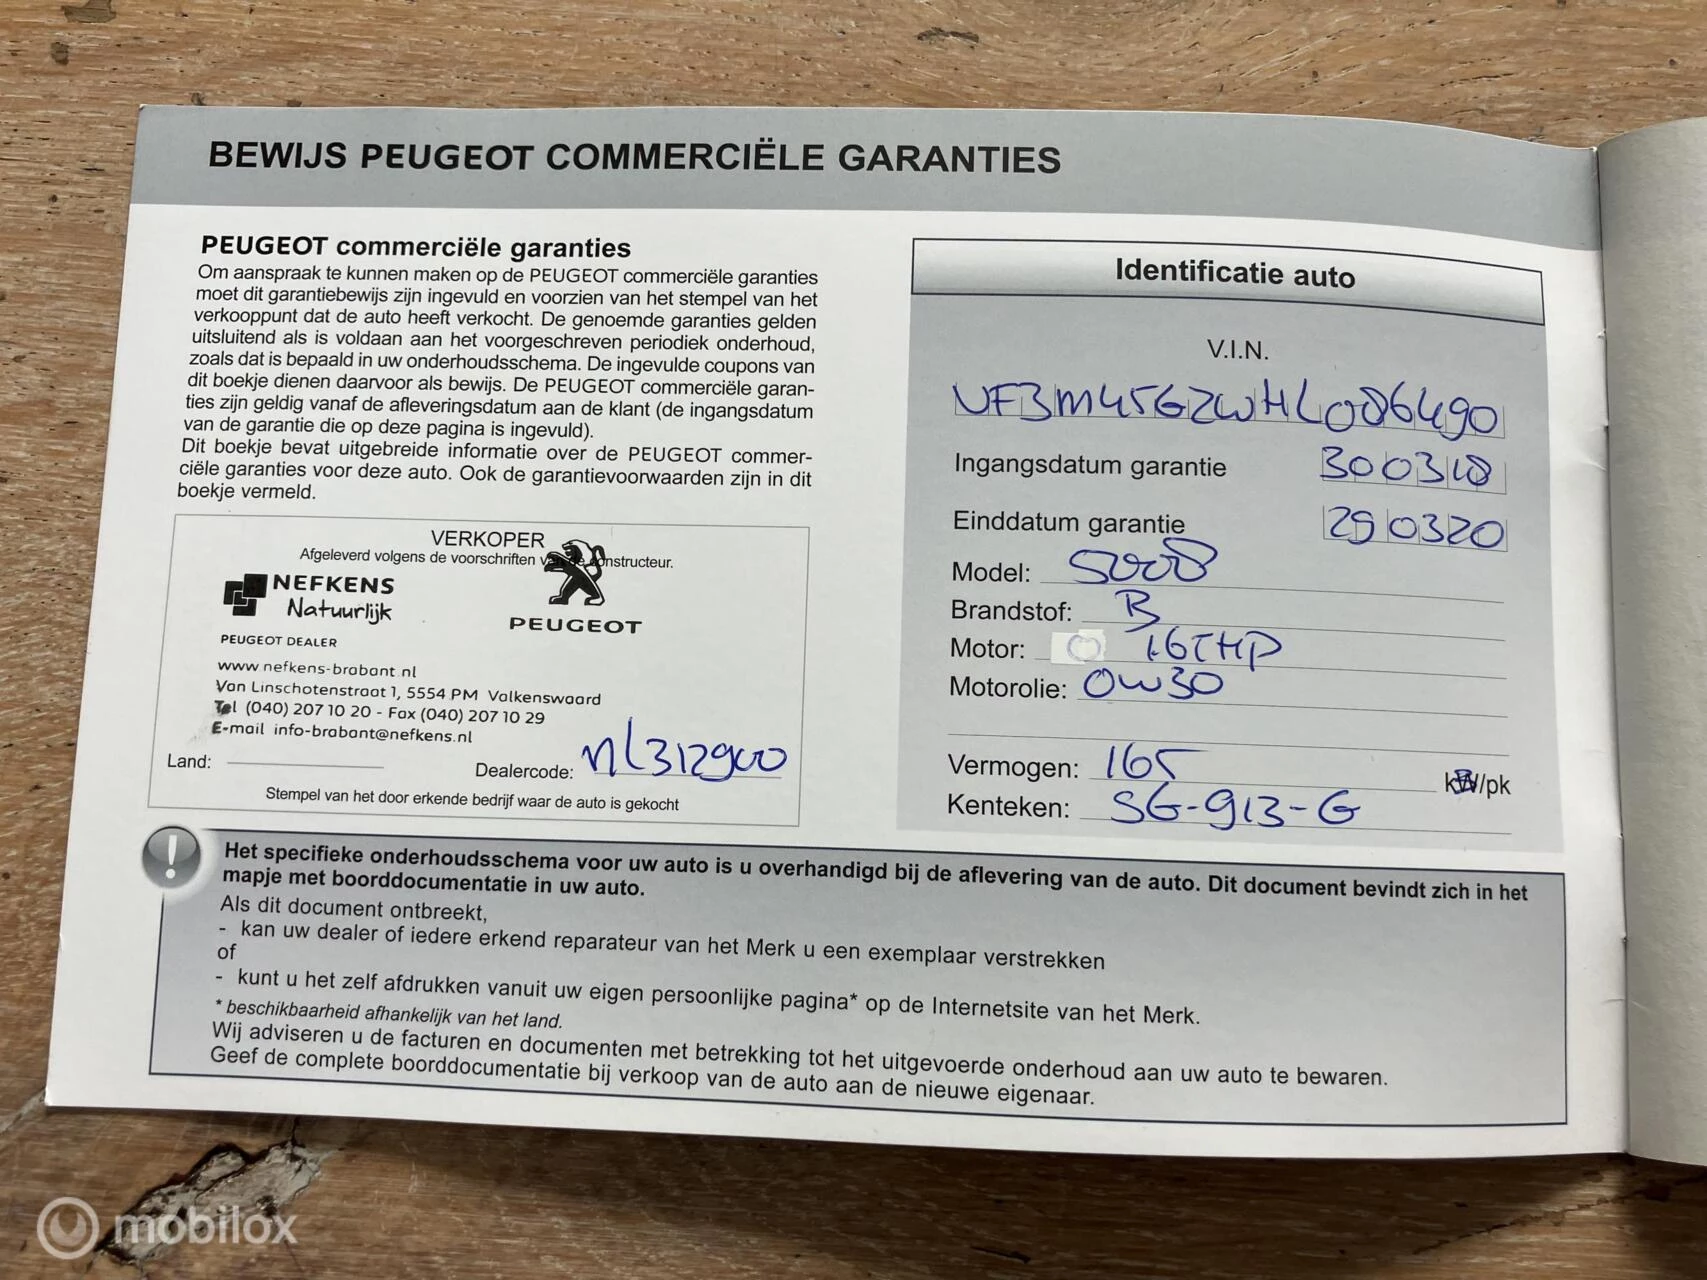 BEWIJS PEUGEOT COMMERCIËLE GARANTIES
PEUGEOT commerciële garanties
Om aanspraak te kunnen maken op de PEUGEOT commerciële garanties
moet dit garantiebewijs zijn ingevuld en voorzien van het stempel van het
verkooppunt dat de auto heeft verkocht. De genoemde garanties gelden
uitsluitend als is voldaan aan het voorgeschreven periodiek onderhoud,
zoals dat is bepaald in uw onderhoudsschema. De ingevulde coupons van
dit boekje dienen daarvoor als bewijs. De PEUGEOT commerciële garan-
ties zijn geldig vanaf de afleveringsdatum aan de klant (de ingangsdatum
van de garantie die op deze pagina is ingevuld).
Dit boekje bevat uitgebreide informatie over de PEUGEOT commer-
ciële garanties voor deze auto. Ook de garantievoorwaarden zijn in dit
boekje vermeld.
VERKOPER
Afgeleverd volgens de voorschriften van de constructeur.
NEFKENS
Natuurlijk
PEUGEOT
PEUGEOT DEALER
www.nefkens-brabant.nl
Van Linschotenstraat 1, 5554 PM Valkenswaard
Tel (040) 207 10 20 - Fax (040) 207 10 29
E-mail info-brabant@nefkens.nl
Land:
Dealercode: nl312900
Stempel van het door erkende bedrijf waar de auto is gekocht
Identificatie auto
V.I.N.
VF3M45GZWHL086490
Ingangsdatum garantie 300318
Einddatum garantie 290320
Model: 5008
Brandstof: B
Motor: 1.6THP
Motorolie: 0W30
Vermogen: 165 kW/pk
Kenteken: SG-913-G
Het specifieke onderhoudsschema voor uw auto is u overhandigd bij de aflevering van de auto. Dit document bevindt zich in het
mapje met boorddocumentatie in uw auto.
Als dit document ontbreekt,
- kan uw dealer of iedere erkend reparateur van het Merk u een exemplaar verstrekken
of
- kunt u het zelf afdrukken vanuit uw eigen persoonlijke pagina* op de Internetsite van het Merk.
* beschikbaarheid afhankelijk van het land.
Wij adviseren u de facturen en documenten met betrekking tot het uitgevoerde onderhoud aan uw auto te bewaren.
Geef de complete boorddocumentatie bij verkoop van de auto aan de nieuwe eigenaar.
mobilox